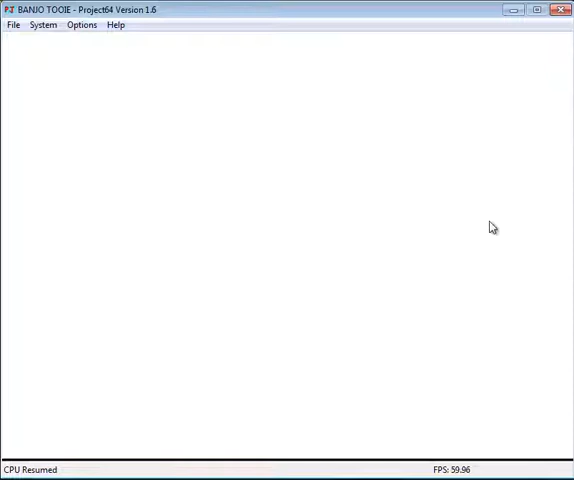 BANJO TOOIE - Project64 Version 1.6
File System Options Help
CPU Resumed FPS: 59.96